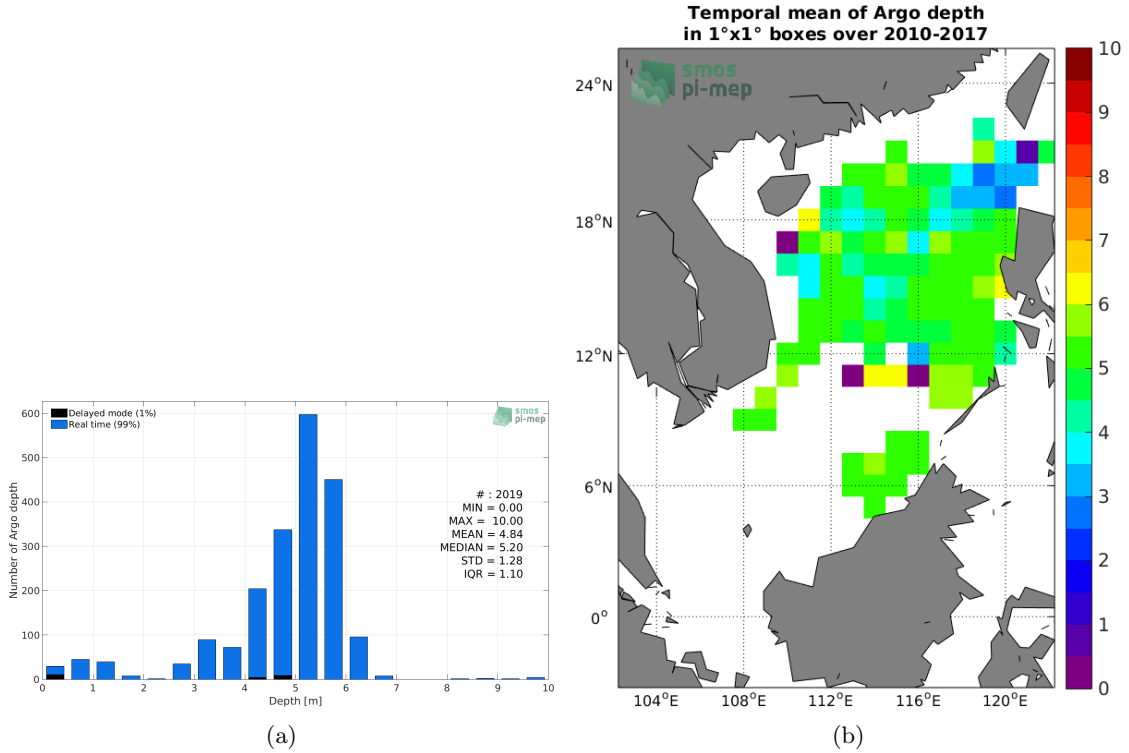 Temporal mean of Argo depth
in 1°x1° boxes over 2010-2017
smos
pi-mep
24°N
18°N
12°N
6°N
0°
104°E
108°E
112°E
116°E
120°E
10
9
8
7
6
5
4
3
2
1
0
Delayed mode (1%)
Real time (99%)
smos
pi-mep
# : 2019
MIN = 0.00
MAX = 10.00
MEAN = 4.84
MEDIAN = 5.20
STD = 1.28
IQR = 1.10
Number of Argo depth
600
500
400
300
200
100
0
0 1 2 3 4 5 6 7 8 9 10
Depth [m]
(a)
(b)